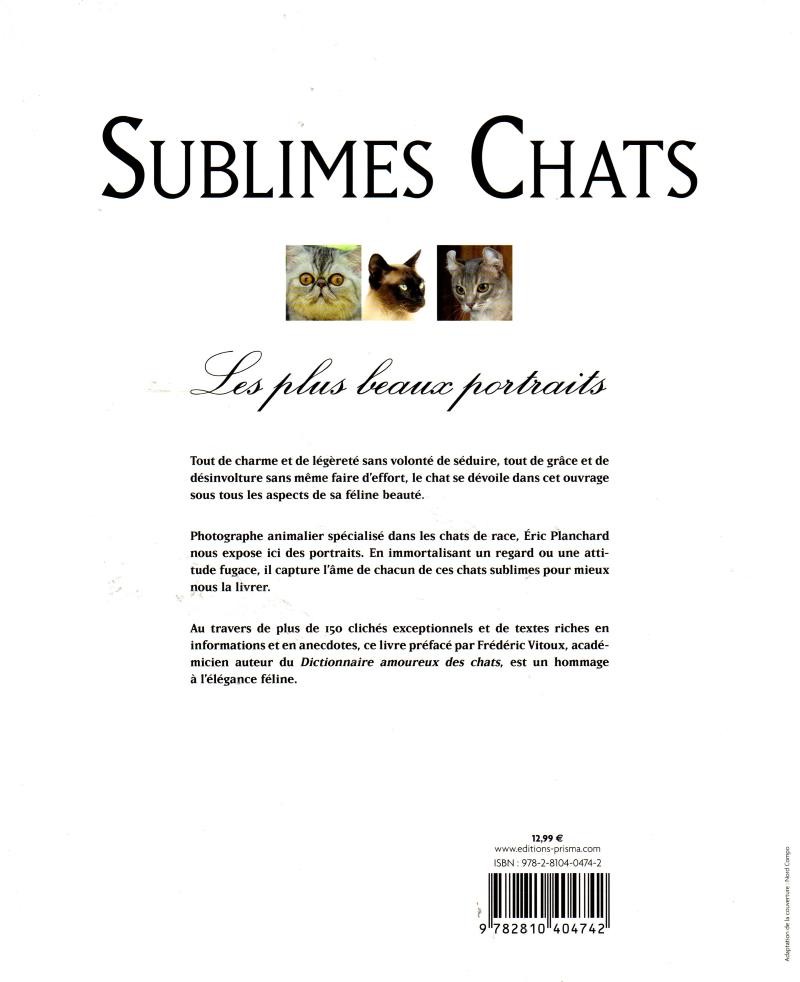 SUBLIMES CHATS
Les plus beaux portraits
Tout de charme et de légèreté sans volonté de séduire, tout de grâce et de
désinvolture sans même faire d'effort, le chat se dévoile dans cet ouvrage
sous tous les aspects de sa féline beauté.
Photographe animalier spécialisé dans les chats de race, Éric Planchard
nous expose ici des portraits. En immortalisant un regard ou une atti-
tude fugace, il capture l'âme de chacun de ces chats sublimes pour mieux
nous la livrer.
Au travers de plus de 150 clichés exceptionnels et de textes riches en
informations et en anecdotes, ce livre préfacé par Frédéric Vitoux, acadé-
micien auteur du Dictionnaire amoureux des chats, est un hommage
à l'élégance féline.
12,99 €
www.editions-prisma.com
ISBN : 978-2-8104-0474-2
9 782810 404742
Adaptation de la couverture : Nord Compo